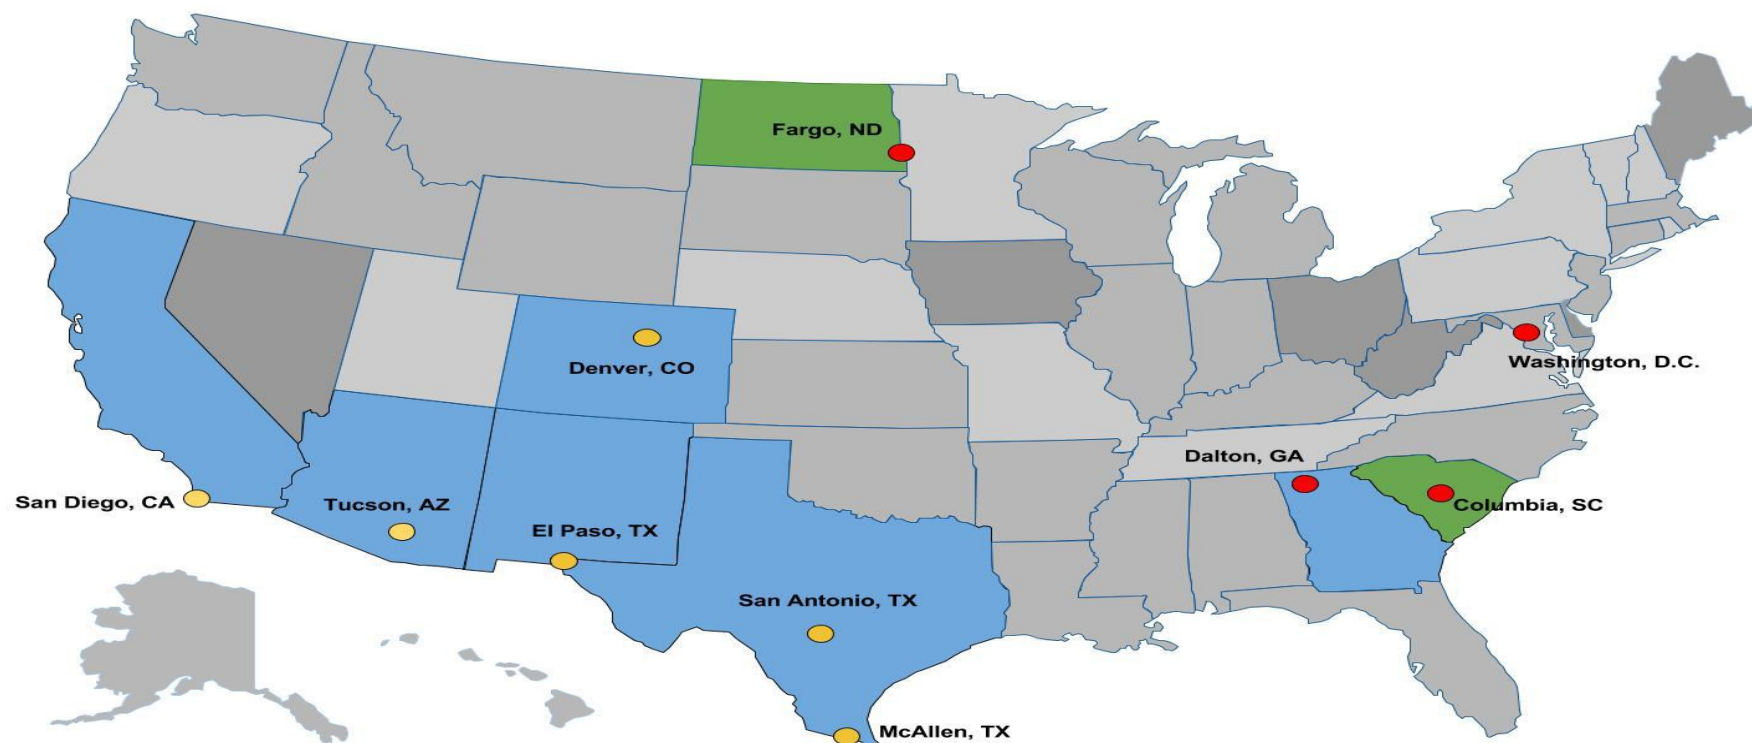 Fargo, ND
Denver, CO
Washington, D.C.
Dalton, GA
San Diego, CA
Tucson, AZ
Columbia, SC
El Paso, TX
San Antonio, TX
McAllen, TX